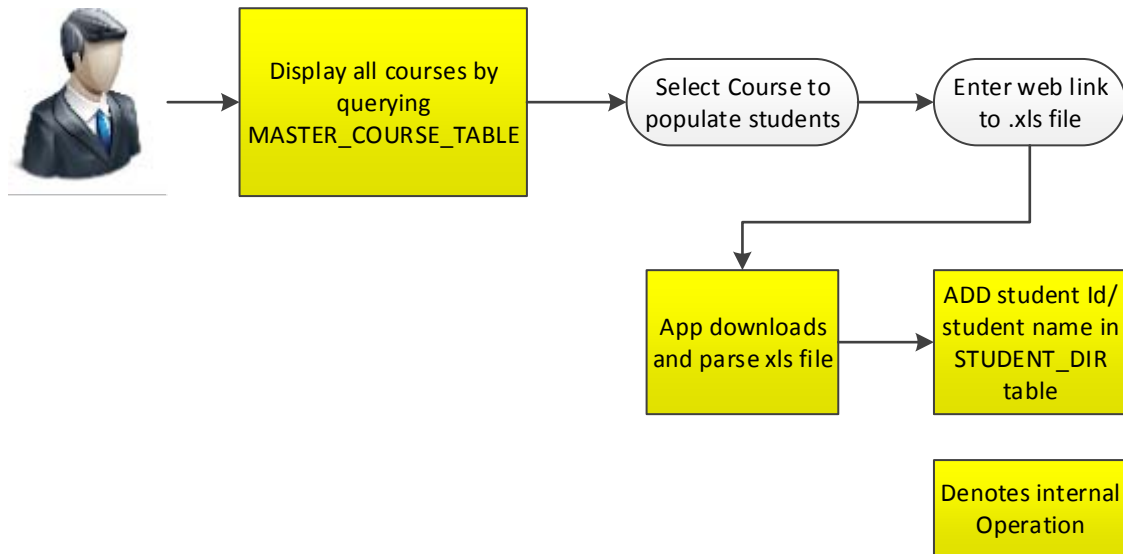 Display all courses by
querying
MASTER_COURSE_TABLE
Select Course to
populate students
Enter web link
to .xls file
App downloads
and parse xls file
ADD student Id/
student name in
STUDENT_DIR
table
Denotes internal
Operation